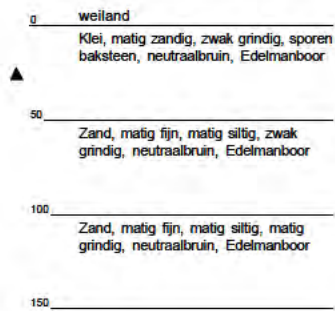 0 weiland
Klei, matig zandig, zwak grindig, sporen
baksteen, neutraalbruin, Edelmanboor
50
Zand, matig fijn, matig siltig, zwak
grindig, neutraalbruin, Edelmanboor
100
Zand, matig fijn, matig siltig, matig
grindig, neutraalbruin, Edelmanboor
150